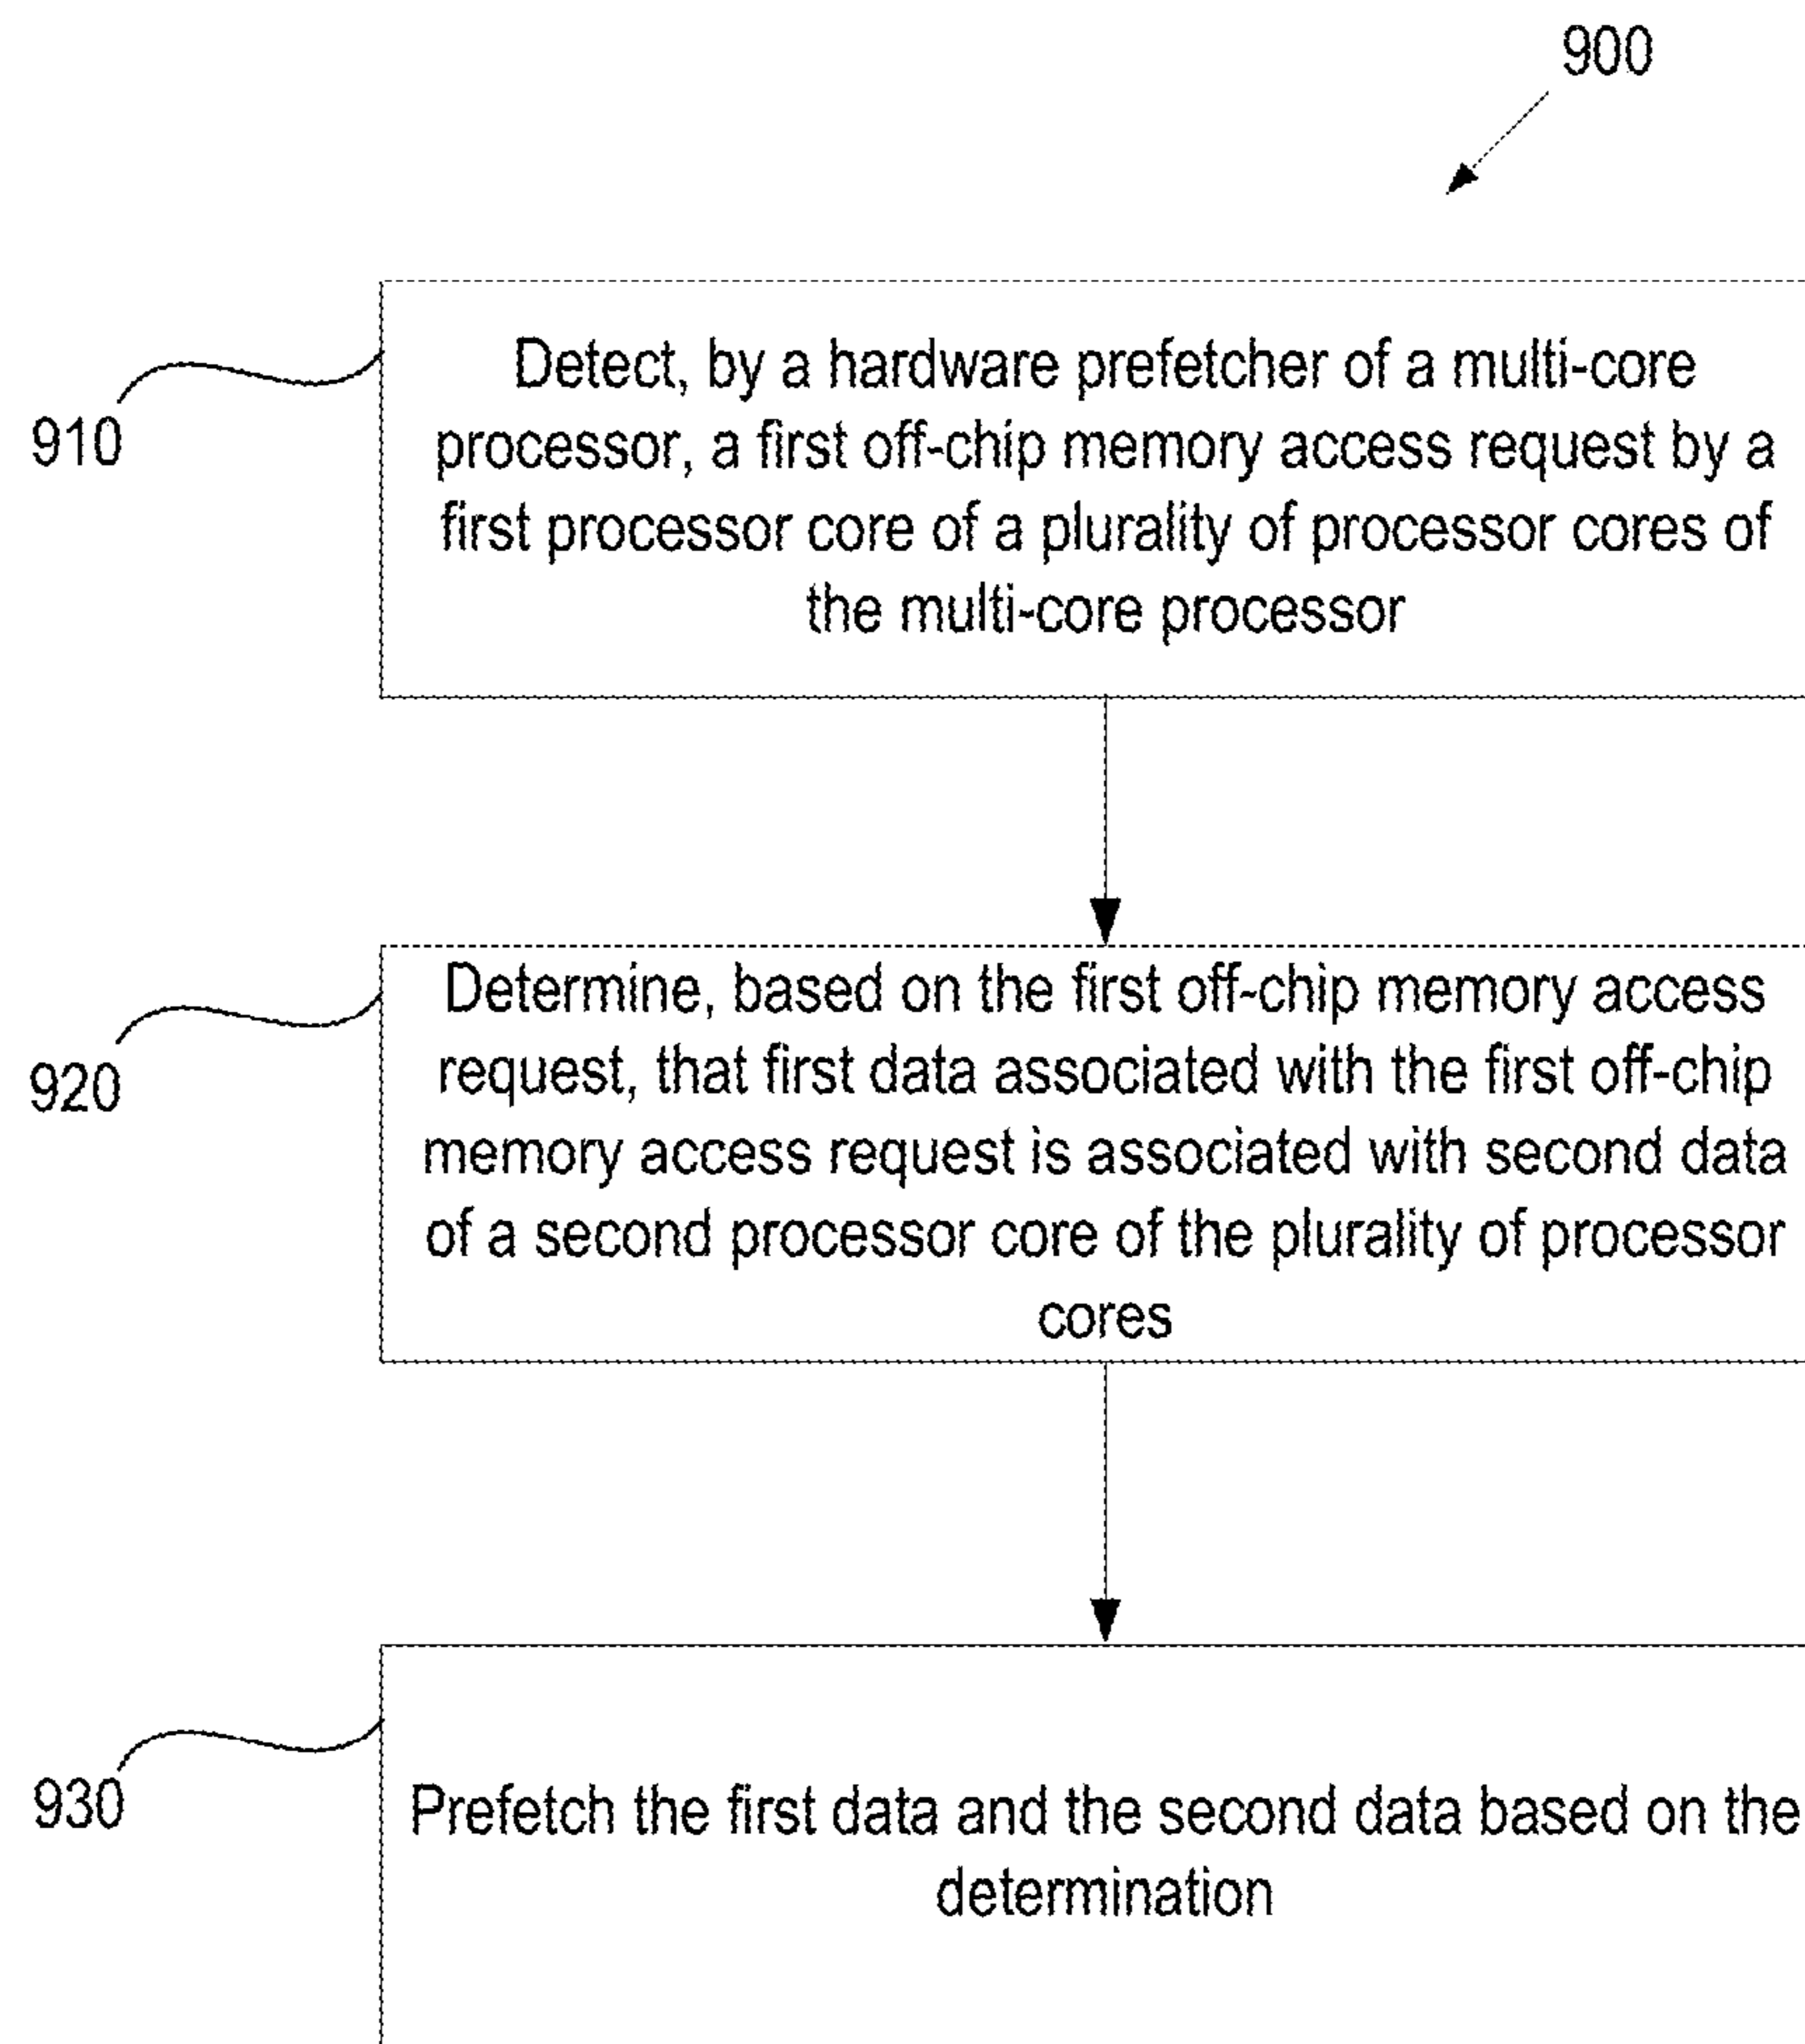 900
910
Detect, by a hardware prefetcher of a multi-core
processor, a first off-chip memory access request by a
first processor core of a plurality of processor cores of
the multi-core processor
920
Determine, based on the first off-chip memory access
request, that first data associated with the first off-chip
memory access request is associated with second data
of a second processor core of the plurality of processor
cores
930
Prefetch the first data and the second data based on the
determination